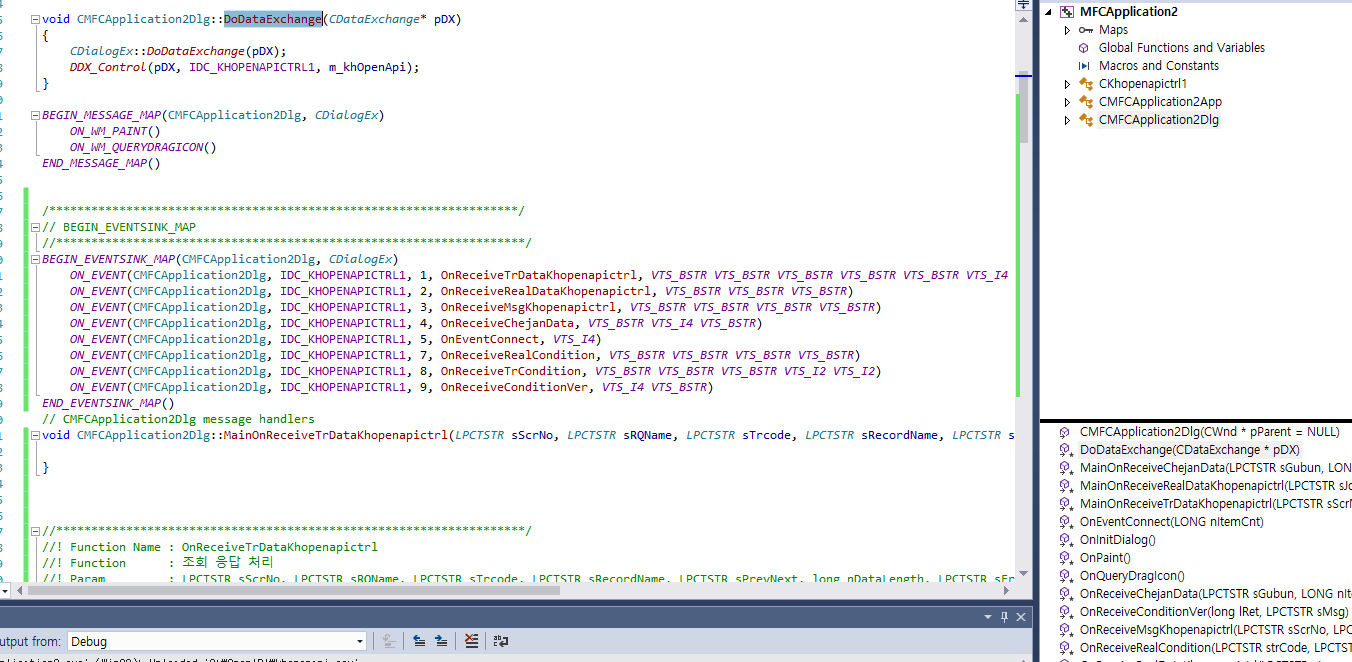 void CMFCApplication2Dlg::DoDataExchange(CDataExchange* pDX)
{
CDialogEx::DoDataExchange(pDX);
DDX_Control(pDX, IDC_KHOPENAPICTRL1, m_khOpenApi);
}
BEGIN_MESSAGE_MAP(CMFCApplication2Dlg, CDialogEx)
ON_WM_PAINT()
ON_WM_QUERYDRAGICON()
END_MESSAGE_MAP()
/*******************************************************************/
// BEGIN_EVENTSINK_MAP
//*******************************************************************/
BEGIN_EVENTSINK_MAP(CMFCApplication2Dlg, CDialogEx)
ON_EVENT(CMFCApplication2Dlg, IDC_KHOPENAPICTRL1, 1, OnReceiveTrDataKhopenapictrl, VTS_BSTR VTS_BSTR VTS_BSTR VTS_BSTR VTS_BSTR VTS_I4
ON_EVENT(CMFCApplication2Dlg, IDC_KHOPENAPICTRL1, 2, OnReceiveRealDataKhopenapictrl, VTS_BSTR VTS_BSTR VTS_BSTR)
ON_EVENT(CMFCApplication2Dlg, IDC_KHOPENAPICTRL1, 3, OnReceiveMsgKhopenapictrl, VTS_BSTR VTS_BSTR VTS_BSTR VTS_BSTR)
ON_EVENT(CMFCApplication2Dlg, IDC_KHOPENAPICTRL1, 4, OnReceiveChejanData, VTS_BSTR VTS_I4 VTS_BSTR)
ON_EVENT(CMFCApplication2Dlg, IDC_KHOPENAPICTRL1, 5, OnEventConnect, VTS_I4)
ON_EVENT(CMFCApplication2Dlg, IDC_KHOPENAPICTRL1, 7, OnReceiveRealCondition, VTS_BSTR VTS_BSTR VTS_BSTR VTS_BSTR)
ON_EVENT(CMFCApplication2Dlg, IDC_KHOPENAPICTRL1, 8, OnReceiveTrCondition, VTS_BSTR VTS_BSTR VTS_BSTR VTS_I2 VTS_I2)
ON_EVENT(CMFCApplication2Dlg, IDC_KHOPENAPICTRL1, 9, OnReceiveConditionVer, VTS_I4 VTS_BSTR)
END_EVENTSINK_MAP()
// CMFCApplication2Dlg message handlers
void CMFCApplication2Dlg::MainOnReceiveTrDataKhopenapictrl(LPCTSTR sScrNo, LPCTSTR sRQName, LPCTSTR sTrcode, LPCTSTR sRecordName, LPCTSTR s
}
//*******************************************************************/
//! Function Name : OnReceiveTrDataKhopenapictrl
//! Function : 조회 응답 처리
//! Param : LPCTSTR sScrNo, LPCTSTR sRQName, LPCTSTR sTrcode, LPCTSTR sRecordName, LPCTSTR sPrevNext, long nDataLength, LPCTSTR sEr
utput from: Debug
MFCApplication2
Maps
Global Functions and Variables
Macros and Constants
CKhopenapictrl1
CMFCApplication2App
CMFCApplication2Dlg
CMFCApplication2Dlg(CWnd * pParent = NULL)
DoDataExchange(CDataExchange * pDX)
MainOnReceiveChejanData(LPCTSTR sGubun, LON
MainOnReceiveRealDataKhopenapictrl(LPCTSTR sJo
MainOnReceiveTrDataKhopenapictrl(LPCTSTR sScrN
OnEventConnect(LONG nItemCnt)
OnInitDialog()
OnPaint()
OnQueryDragIcon()
OnReceiveChejanData(LPCTSTR sGubun, LONG nIte
OnReceiveConditionVer(long lRet, LPCTSTR sMsg)
OnReceiveMsgKhopenapictrl(LPCTSTR sScrNo, LPC
OnReceiveRealCondition(LPCTSTR strCode, LPCTST